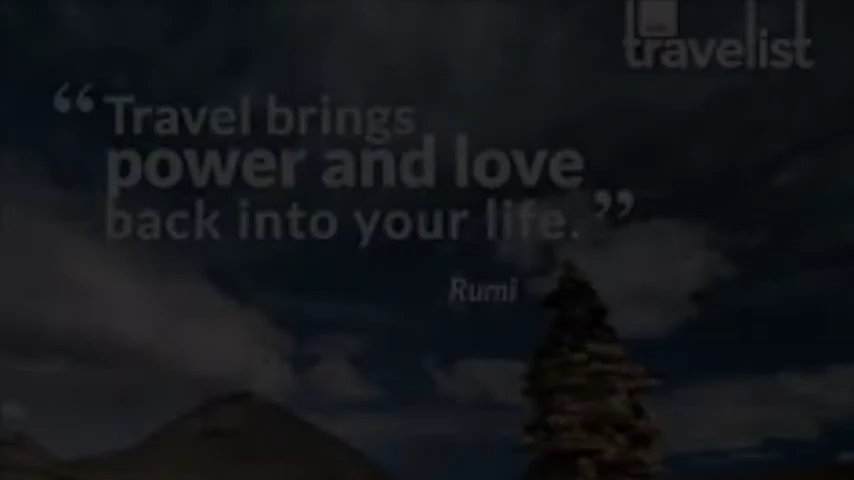 travelist
“Travel brings
power and love
back into your life.”
Rumi